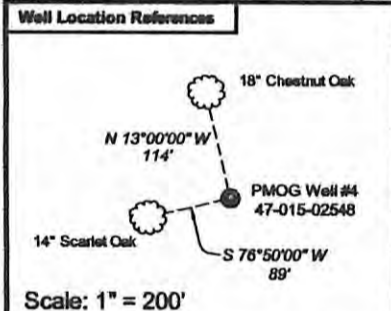 Well Location References
18" Chestnut Oak
N 13°00'00" W
114'
PMOG Well #4
47-015-02548
14" Scarlet Oak
S 76°50'00" W
89'
Scale: 1" = 200'